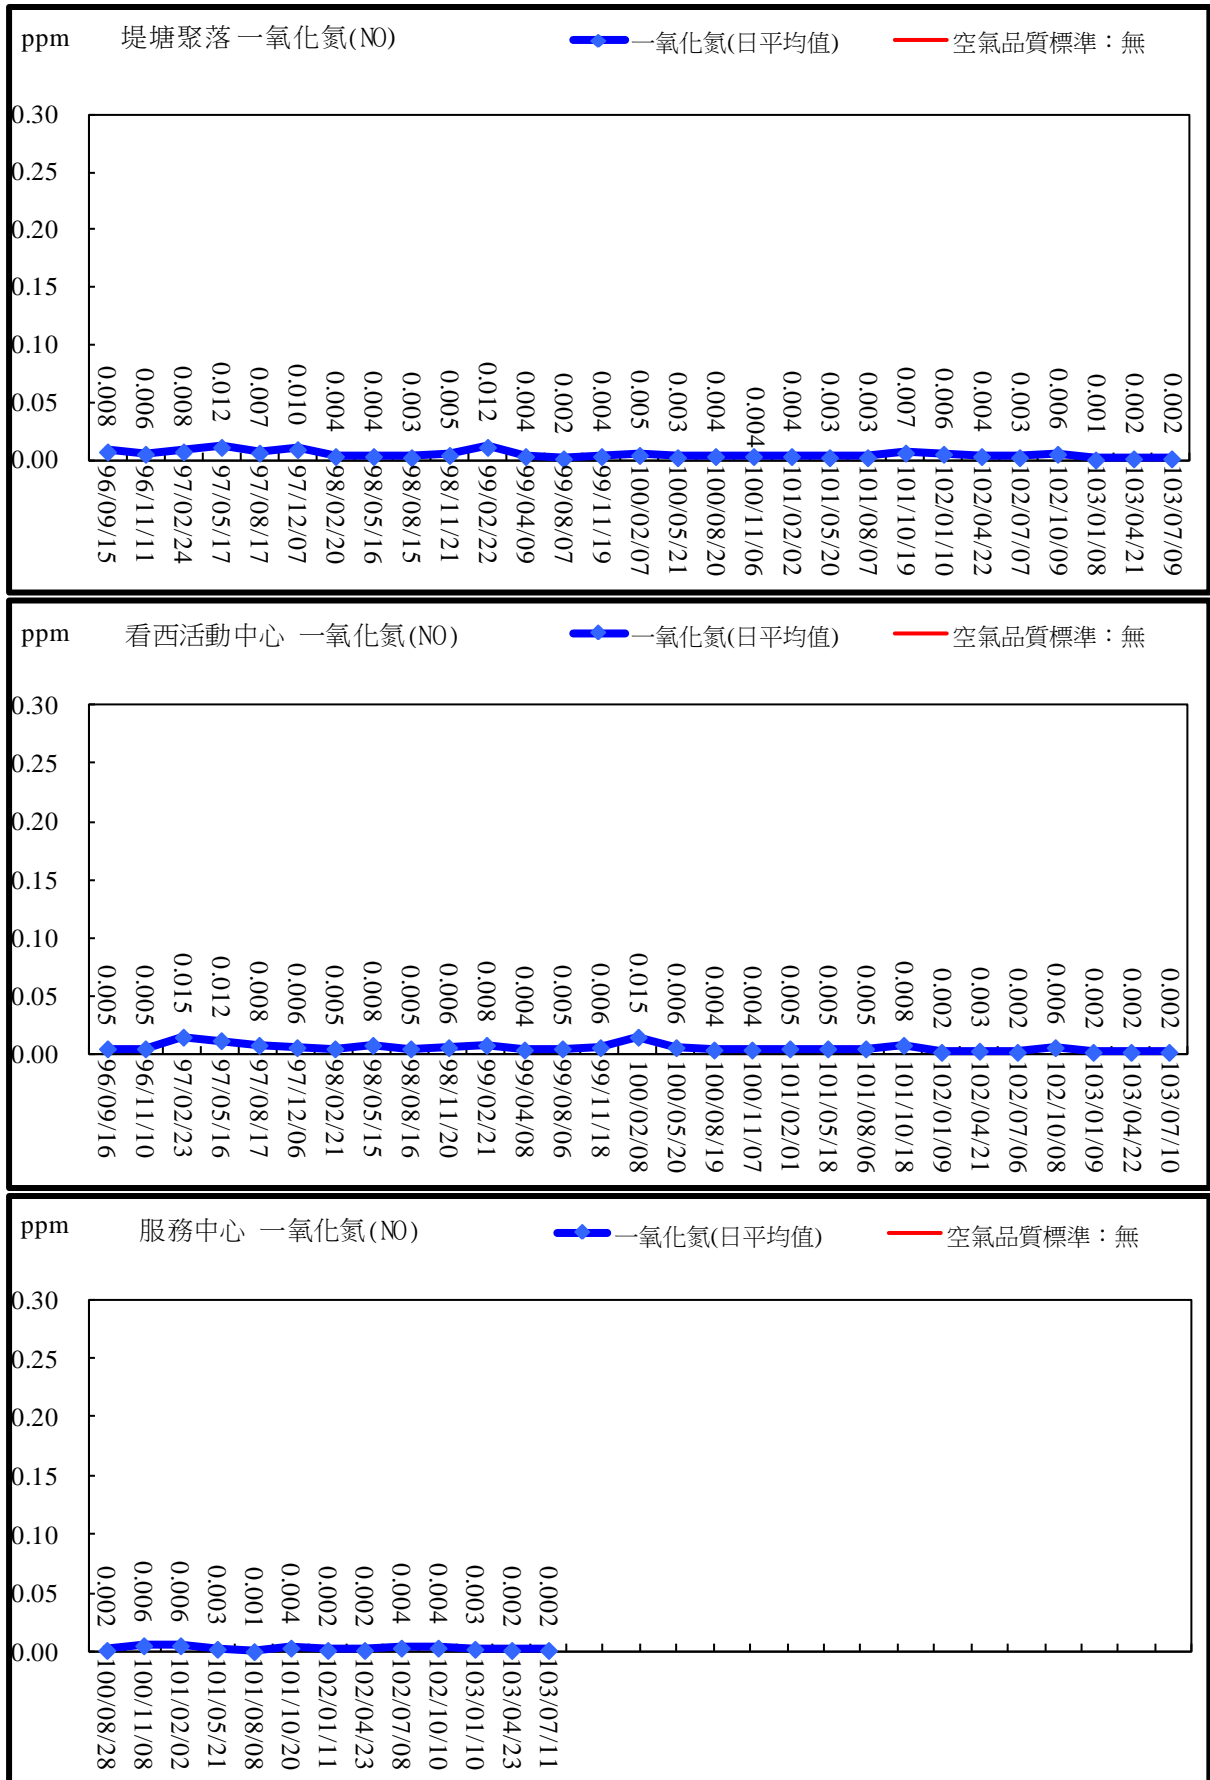 ppm 堤塘聚落 一氧化氮(NO) 一氧化氮(日平均值) 空氣品質標準：無
0.30
0.25
0.20
0.15
0.10
0.05
0.00
0.008 0.006 0.008 0.012 0.007 0.010 0.004 0.004 0.003 0.005 0.012 0.004 0.002 0.004 0.005 0.003 0.004 0.004 0.004 0.003 0.003 0.007 0.006 0.004 0.003 0.006 0.001 0.002 0.002
96/09/15 96/11/11 97/02/24 97/05/17 97/08/17 97/12/07 98/02/20 98/05/16 98/08/15 98/11/21 99/02/22 99/04/09 99/08/07 99/11/19 100/02/07 100/05/21 100/08/20 100/11/06 101/02/02 101/05/20 101/08/07 101/10/19 102/01/10 102/04/22 102/07/07 102/10/09 103/01/08 103/04/21 103/07/09
ppm 看西活動中心 一氧化氮(NO) 一氧化氮(日平均值) 空氣品質標準：無
0.30
0.25
0.20
0.15
0.10
0.05
0.00
0.005 0.005 0.015 0.012 0.008 0.006 0.005 0.008 0.005 0.006 0.008 0.004 0.005 0.006 0.015 0.006 0.004 0.004 0.005 0.005 0.005 0.008 0.002 0.003 0.002 0.006 0.002 0.002 0.002
96/09/16 96/11/10 97/02/23 97/05/16 97/08/17 97/12/06 98/02/21 98/05/15 98/08/16 98/11/20 99/02/21 99/04/08 99/08/06 99/11/18 100/02/08 100/05/20 100/08/19 100/11/07 101/02/01 101/05/18 101/08/06 101/10/18 102/01/09 102/04/21 102/07/06 102/10/08 103/01/09 103/04/22 103/07/10
ppm 服務中心 一氧化氮(NO) 一氧化氮(日平均值) 空氣品質標準：無
0.30
0.25
0.20
0.15
0.10
0.05
0.00
0.002 0.006 0.006 0.003 0.001 0.004 0.002 0.002 0.004 0.004 0.003 0.002 0.002
100/08/28 100/11/08 101/02/02 101/05/21 101/08/08 101/10/20 102/01/11 102/04/23 102/07/08 102/10/10 103/01/10 103/04/23 103/07/11